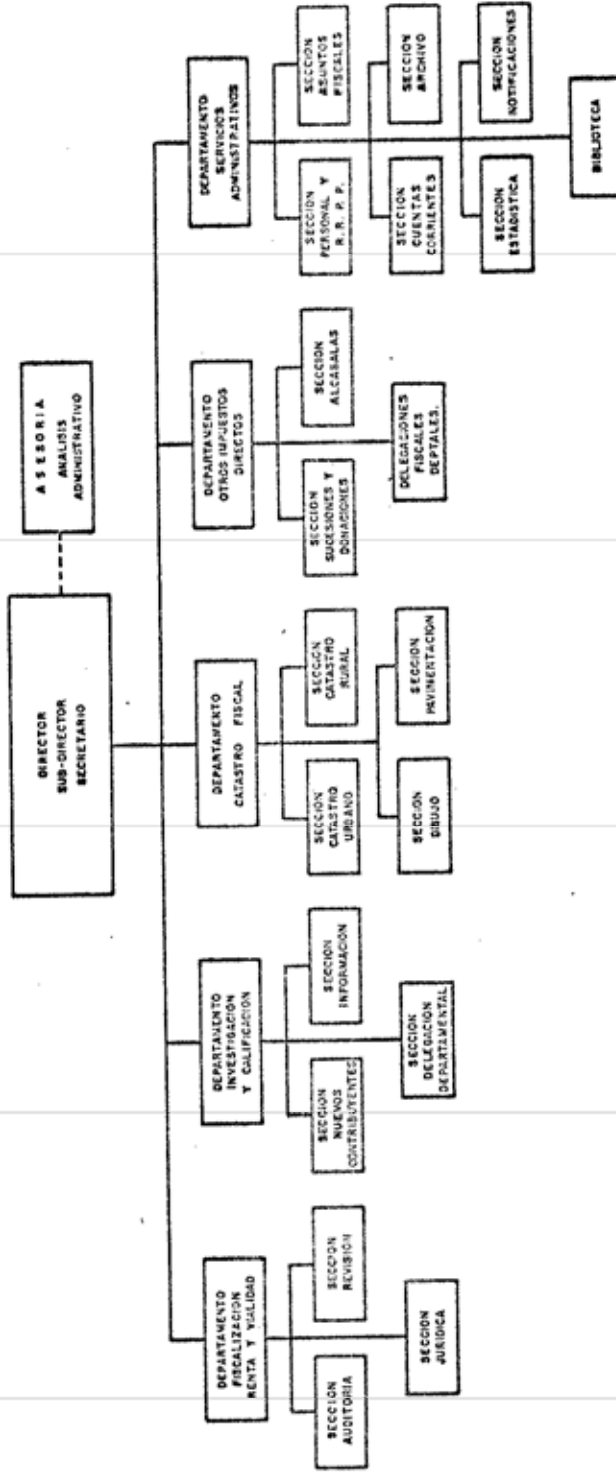 DIRECTOR
SUB-DIRECTOR
SECRETARIO
A S E S O R I A
ANALISIS
ADMINISTRATIVO
DEPARTAMENTO
FISCALIZACION
RENTA Y VIALIDAD
SECCION
AUDITORIA
SECCION
REVISION
SECCION
JURIDICA
DEPARTAMENTO
INVESTIGACION
Y CALIFICACION
SECCION
NUEVOS
CONTRIBUYENTES
SECCION
INFORMACION
SECCION
DELEGACION
DEPARTAMENTAL
DEPARTAMENTO
CATASTRO FISCAL
SECCION
CATASTRO
URBANO
SECCION
CATASTRO
RURAL
SECCION
DIBUJO
SECCION
PAVIMENTACION
DEPARTAMENTO
OTROS IMPUESTOS
DIRECTOS
SECCION
SUCESIONES Y
DONACIONES
SECCION
ALCABALAS
DELEGACIONES
FISCALES
DEPTALES.
DEPARTAMENTO
SERVICIOS
ADMINISTRATIVOS
SECCION
PERSONAL Y
R. R. P. P.
SECCION
ASUNTOS
FISCALES
SECCION
CUENTAS
CORRIENTES
SECCION
ARCHIVO
SECCION
ESTADISTICA
SECCION
NOTIFICACIONES
BIBLIOTECA